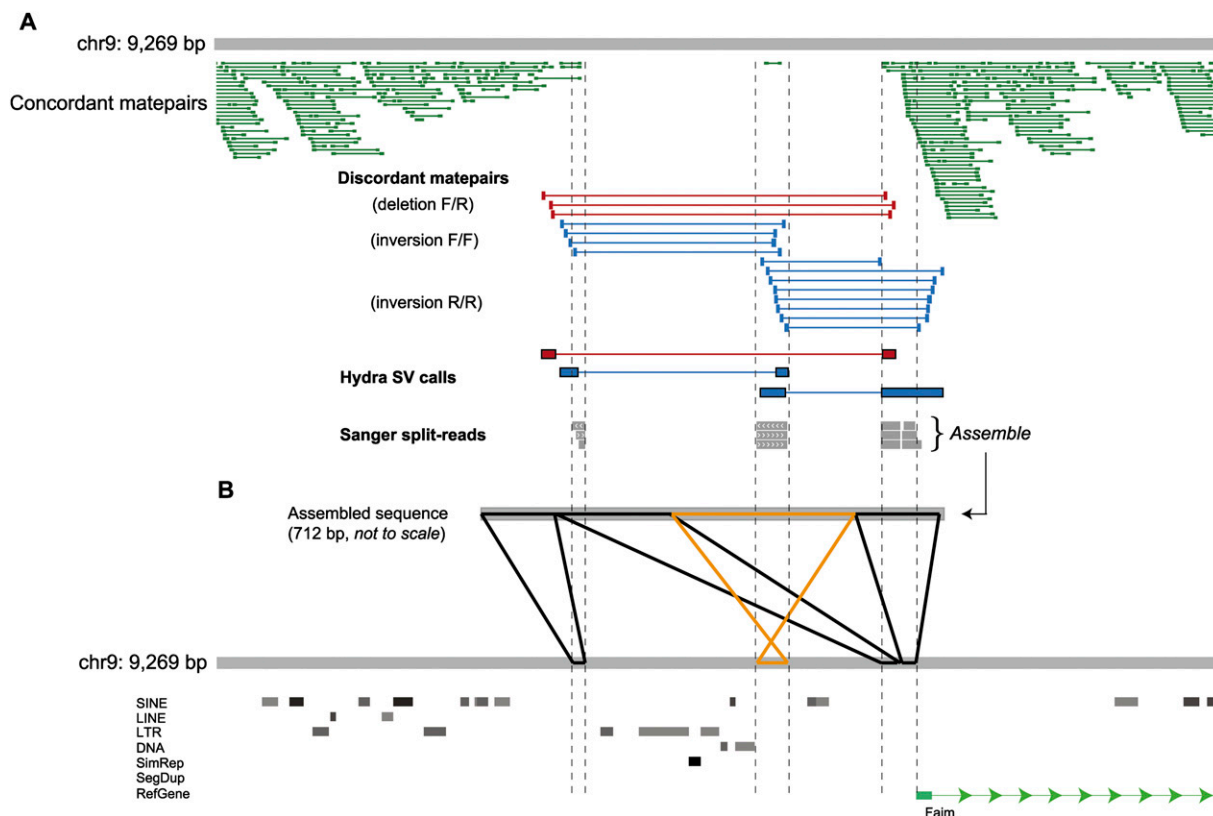 A
chr9: 9,269 bp
Concordant matepairs
Discordant matepairs
(deletion F/R)
(inversion F/F)
(inversion R/R)
Hydra SV calls
Sanger split-reads
Assemble
B
Assembled sequence
(712 bp, not to scale)
chr9: 9,269 bp
SINE
LINE
LTR
DNA
SimRep
SegDup
RefGene
Faim